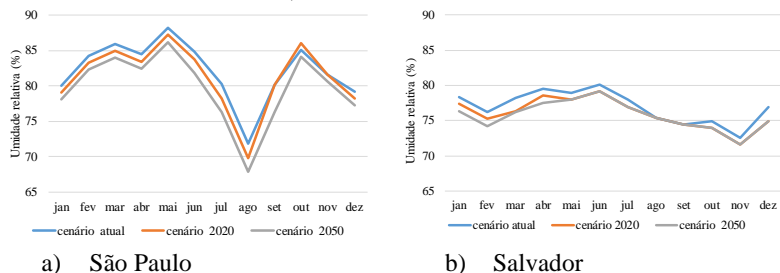 90
85
80
75
70
65
Umidade relativa (%)
jan fev mar abr mai jun jul ago set out nov dez
cenário atual cenário 2020 cenário 2050
a) São Paulo
90
85
80
75
70
65
Umidade relativa (%)
jan fev mar abr mai jun jul ago set out nov dez
cenário atual cenário 2020 cenário 2050
b) Salvador